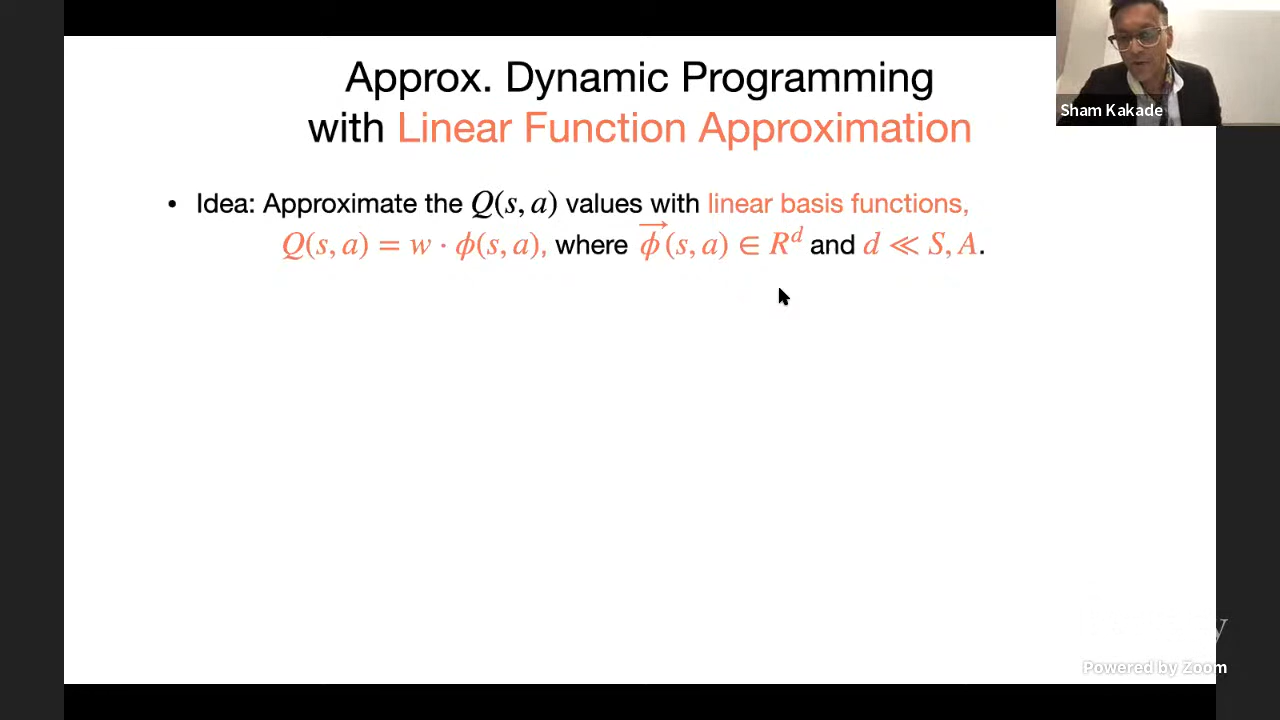 Approx. Dynamic Programming
with Linear Function Approximation
Sham Kakade
• Idea: Approximate the Q(s, a) values with linear basis functions,
Q(s, a) = w · ϕ(s, a), where ϕ⃗(s, a) ∈ Rᵈ and d ≪ S, A.
Powered by Zoom